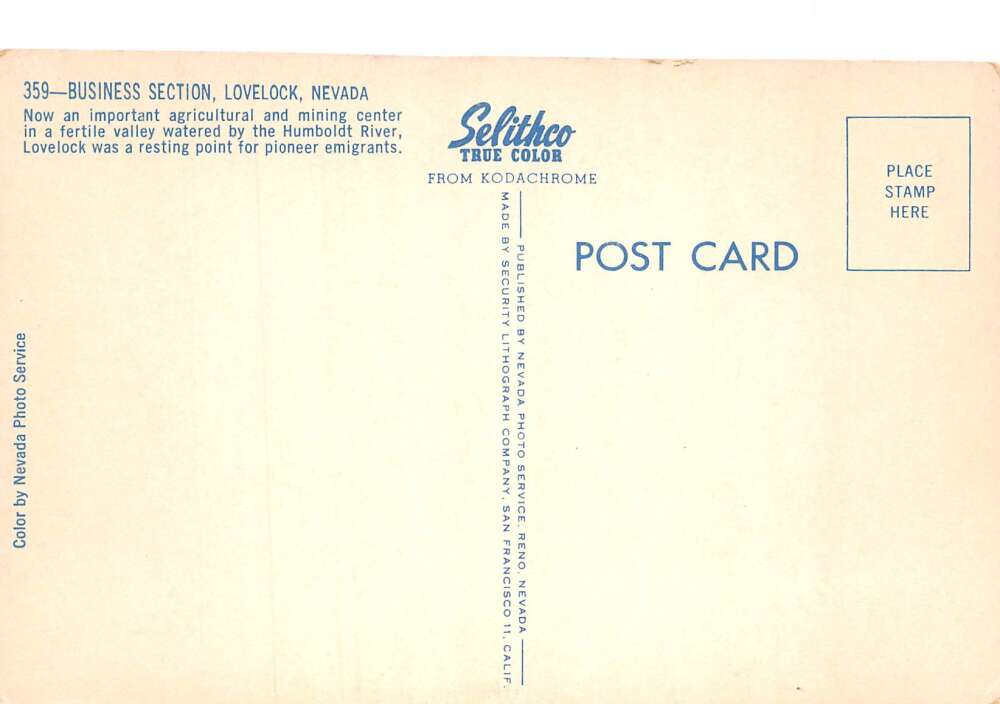 359—BUSINESS SECTION, LOVELOCK, NEVADA
Now an important agricultural and mining center
in a fertile valley watered by the Humboldt River,
Lovelock was a resting point for pioneer emigrants.
Selithco
TRUE COLOR
FROM KODACHROME
PLACE
STAMP
HERE
POST CARD
PUBLISHED BY NEVADA PHOTO SERVICE, RENO, NEVADA
MADE BY SECURITY LITHOGRAPH COMPANY, SAN FRANCISCO 11, CALIF.
Color by Nevada Photo Service